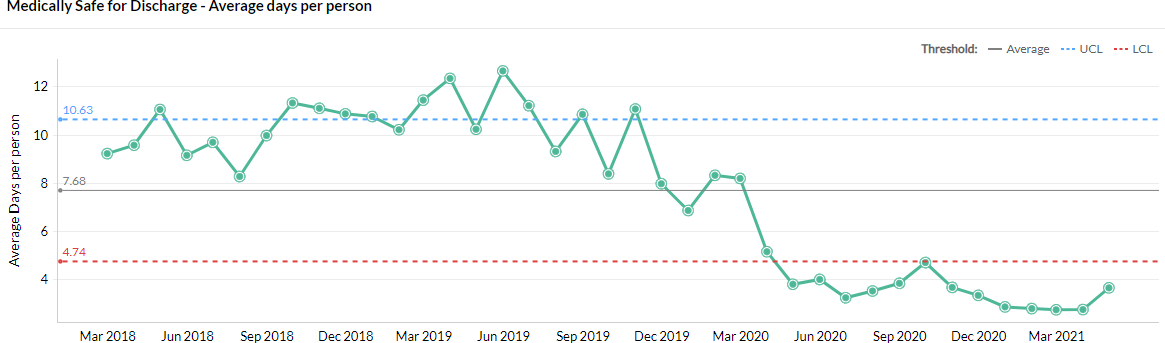 Medically Safe for Discharge - Average days per person
Threshold: Average UCL LCL
Average Days per person
12
10.63
10
8
7.68
6
4.74
4
Mar 2018 Jun 2018 Sep 2018 Dec 2018 Mar 2019 Jun 2019 Sep 2019 Dec 2019 Mar 2020 Jun 2020 Sep 2020 Dec 2020 Mar 2021